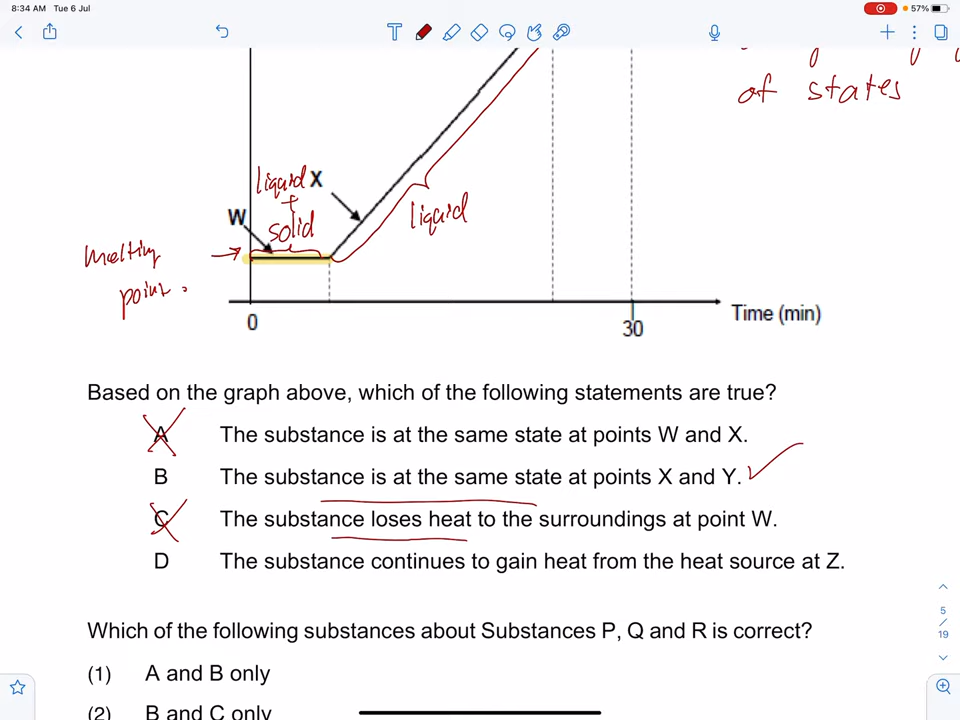 8:34 AM Tue 6 Jul
57%
T
of states
liquid X
+
solid
W
liquid
melting
point.
0
30
Time (min)
Based on the graph above, which of the following statements are true?
A The substance is at the same state at points W and X.
B The substance is at the same state at points X and Y.
C The substance loses heat to the surroundings at point W.
D The substance continues to gain heat from the heat source at Z.
5
/
19
Which of the following substances about Substances P, Q and R is correct?
(1) A and B only
(2) B and C only